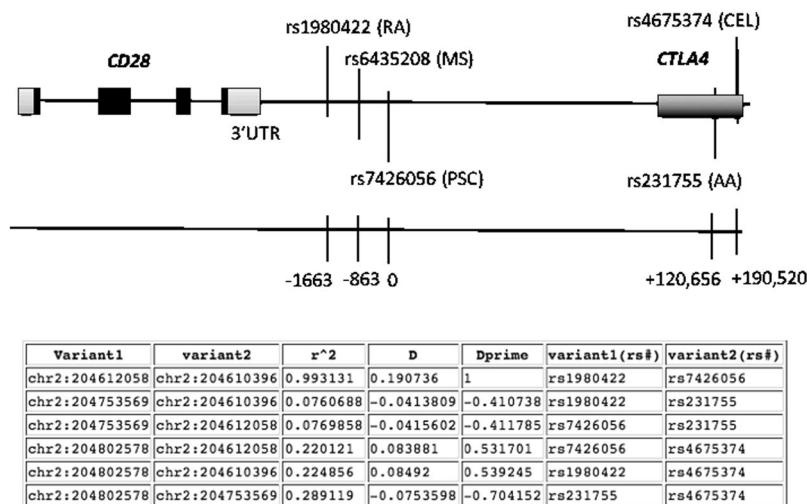 rs1980422 (RA)
rs4675374 (CEL)
CD28
rs6435208 (MS)
CTLA4
3'UTR
rs7426056 (PSC)
rs231755 (AA)
-1663 -863 0
+120,656 +190,520
Variant1 variant2 r^2 D Dprime variant1(rs#) variant2(rs#)
chr2:204612058 chr2:204610396 0.993131 0.190736 1 rs1980422 rs7426056
chr2:204753569 chr2:204610396 0.0760688 -0.0413809 -0.410738 rs1980422 rs231755
chr2:204753569 chr2:204612058 0.0769858 -0.0415602 -0.411785 rs7426056 rs231755
chr2:204802578 chr2:204612058 0.220121 0.083881 0.531701 rs7426056 rs4675374
chr2:204802578 chr2:204610396 0.224856 0.08492 0.539245 rs1980422 rs4675374
chr2:204802578 chr2:204753569 0.289119 -0.0753598 -0.704152 rs231755 rs4675374